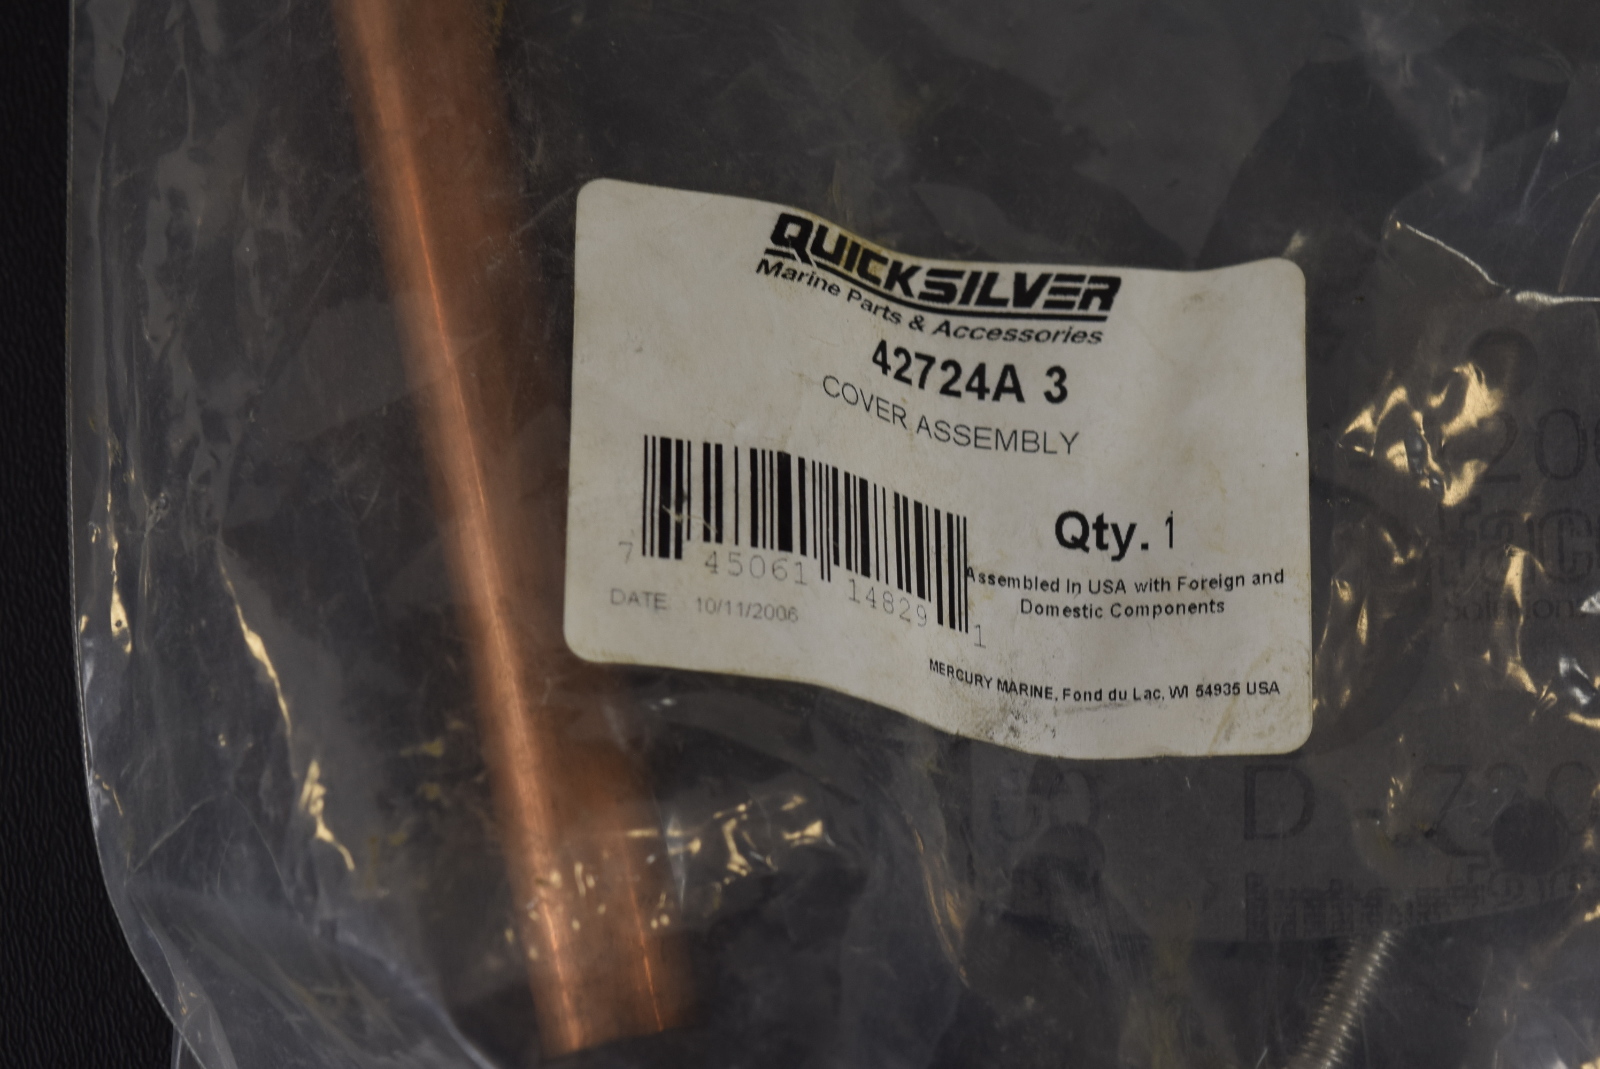 QUICKSILVER
Marine Parts & Accessories
42724A 3
COVER ASSEMBLY
Qty. 1
7 45061 14829 1
Assembled In USA with Foreign and
Domestic Components
DATE 10/11/2006
MERCURY MARINE, Fond du Lac, WI 54935 USA